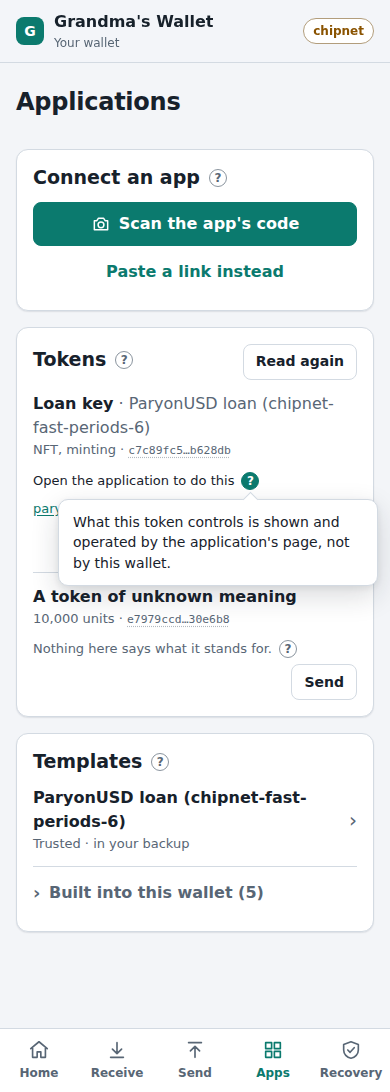 G
Grandma's Wallet
Your wallet
chipnet
Applications
Connect an app ?
Scan the app's code
Paste a link instead
Tokens ?
Read again
Loan key · ParyonUSD loan (chipnet-
fast-periods-6)
NFT, minting · c7c89fc5…b628db
Open the application to do this ?
What this token controls is shown and
operated by the application's page, not
by this wallet.
A token of unknown meaning
10,000 units · e7979ccd…30e6b8
Nothing here says what it stands for. ?
Send
Templates ?
ParyonUSD loan (chipnet-fast-
periods-6)
›
Trusted · in your backup
› Built into this wallet (5)
Home
Receive
Send
Apps
Recovery